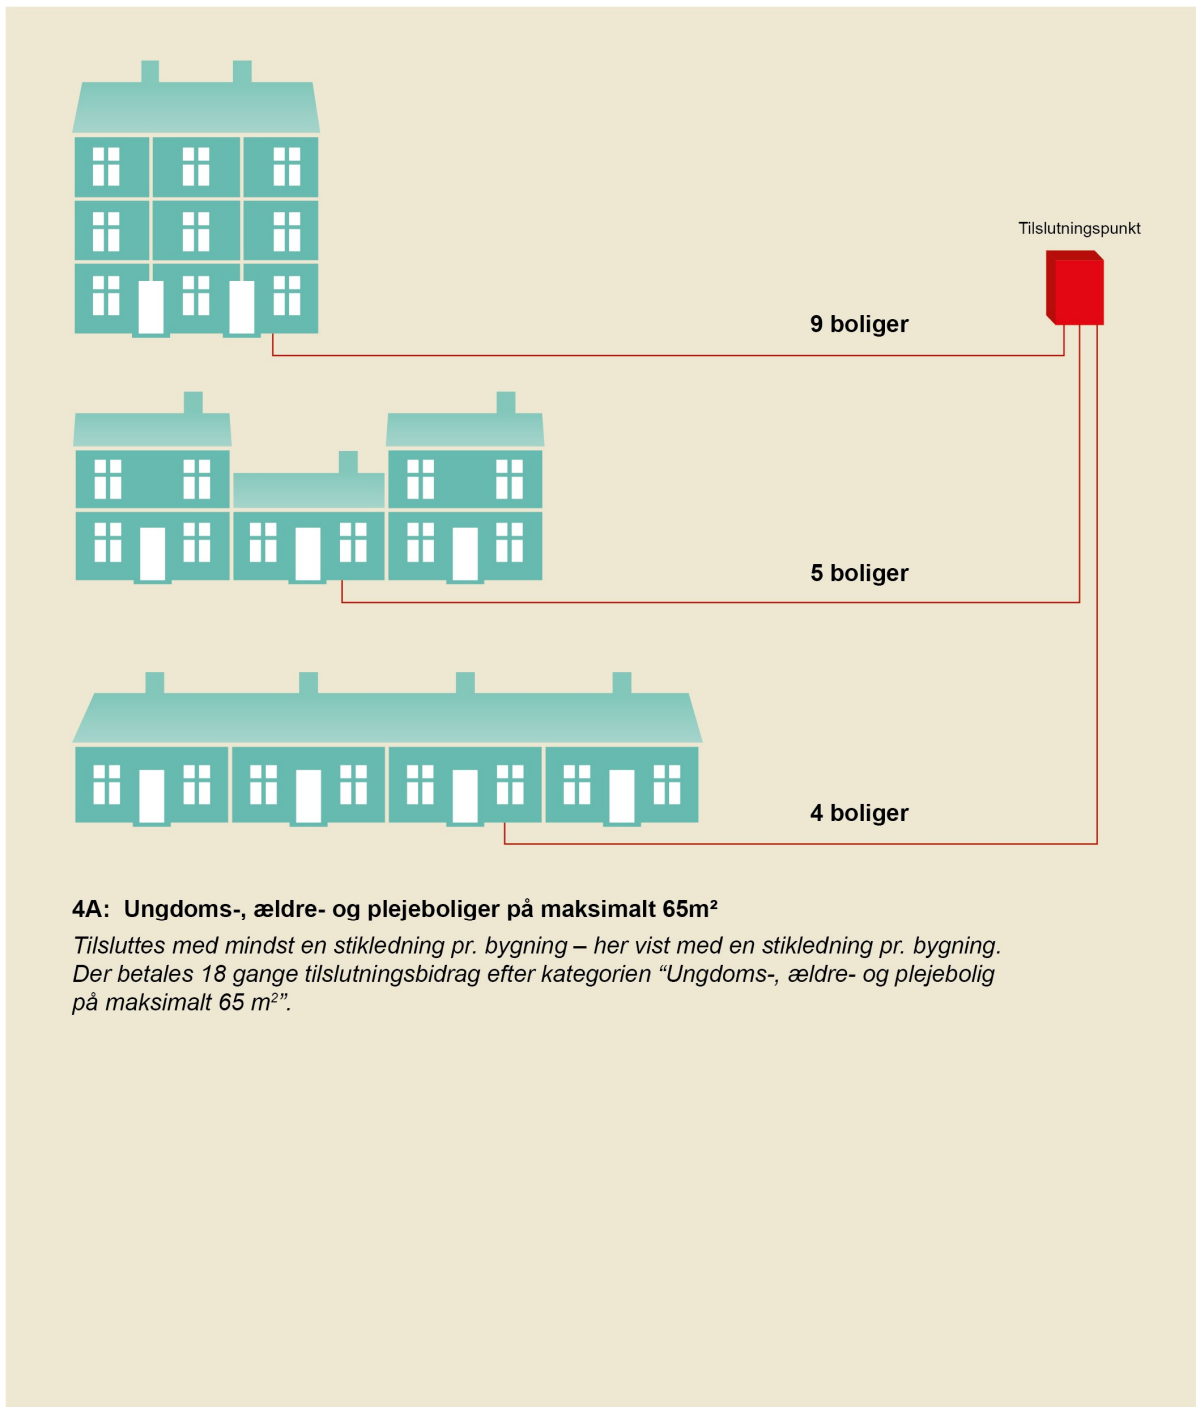 Tilslutningspunkt
9 boliger
5 boliger
4 boliger
4A:  Ungdoms-, ældre- og plejeboliger på maksimalt 65m²
Tilsluttes med mindst en stikledning pr. bygning – her vist med en stikledning pr. bygning.
Der betales 18 gange tilslutningsbidrag efter kategorien “Ungdoms-, ældre- og plejebolig
på maksimalt 65 m²”.